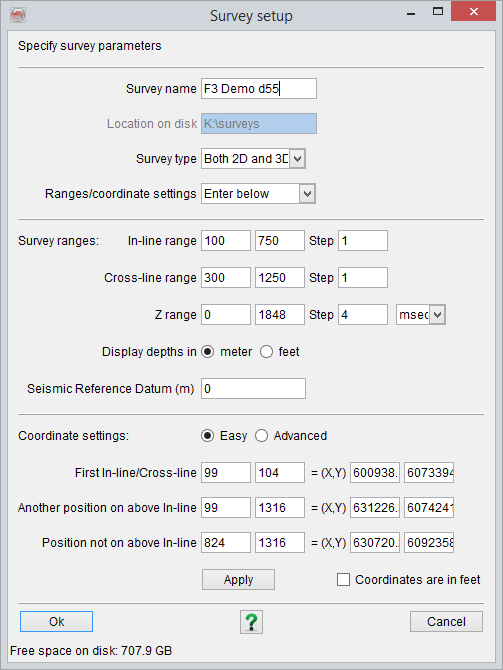 Survey setup
Specify survey parameters
Survey name F3 Demo d55
Location on disk K:\surveys
Survey type Both 2D and 3D
Ranges/coordinate settings Enter below
Survey ranges: In-line range 100 750 Step 1
Cross-line range 300 1250 Step 1
Z range 0 1848 Step 4 msec
Display depths in meter feet
Seismic Reference Datum (m) 0
Coordinate settings: Easy Advanced
First In-line/Cross-line 99 104 = (X,Y) 600938. 6073394
Another position on above In-line 99 1316 = (X,Y) 631226. 6074241
Position not on above In-line 824 1316 = (X,Y) 630720. 6092358
Apply Coordinates are in feet
Ok ? Cancel
Free space on disk: 707.9 GB